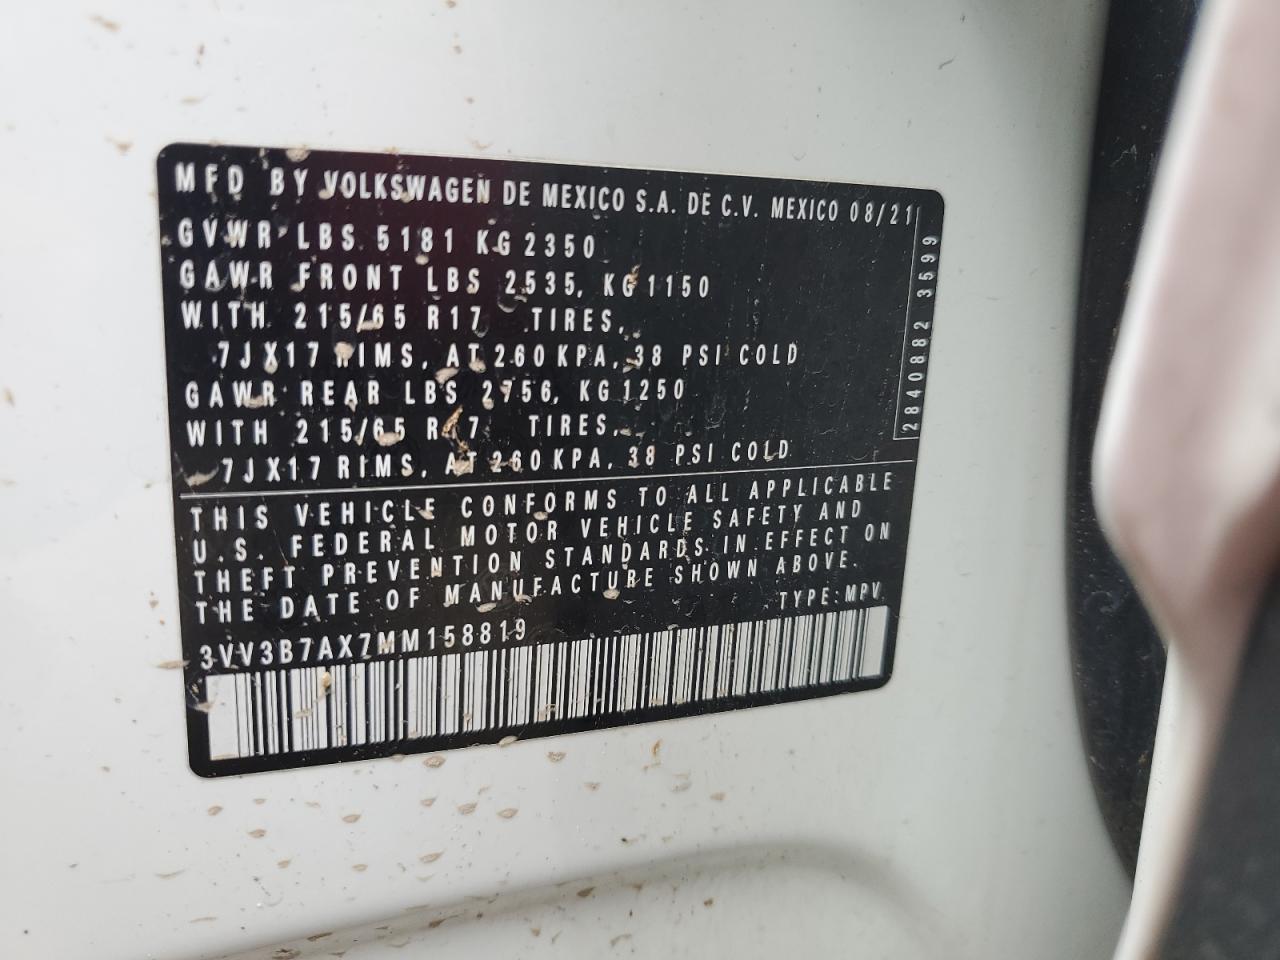 MFD BY VOLKSWAGEN DE MEXICO S.A. DE C.V. MEXICO 08/21
GVWR LBS 5181 KG 2350
GAWR FRONT LBS 2535, KG 1150
WITH 215/65 R17 TIRES,
7JX17 RIMS, AT 260 KPA, 38 PSI COLD
GAWR REAR LBS 2756, KG 1250
WITH 215/65 R17 TIRES,
7JX17 RIMS, AT 260 KPA, 38 PSI COLD
2840882 3599
THIS VEHICLE CONFORMS TO ALL APPLICABLE
U.S. FEDERAL MOTOR VEHICLE SAFETY AND
THEFT PREVENTION STANDARDS IN EFFECT ON
THE DATE OF MANUFACTURE SHOWN ABOVE.
TYPE: MPV
3VV3B7AX7MM158819